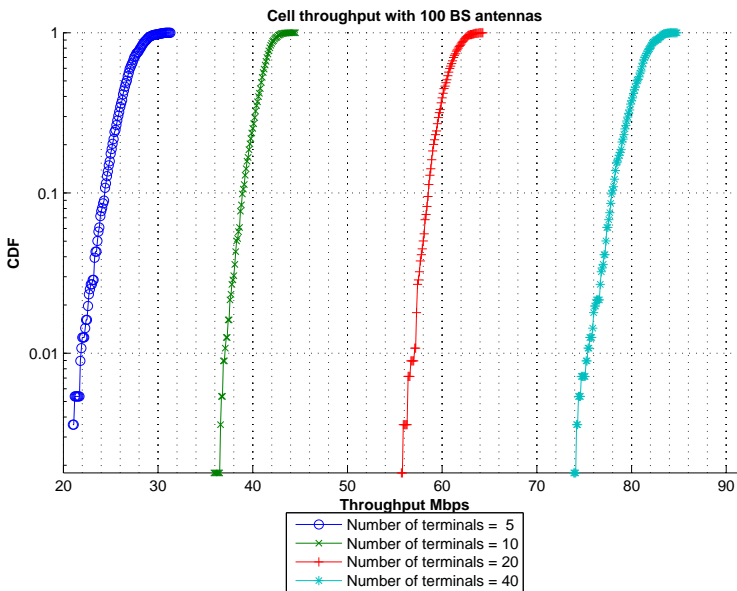 Cell throughput with 100 BS antennas
1
0.1
0.01
CDF
20 30 40 50 60 70 80 90
Throughput Mbps
Number of terminals = 5
Number of terminals = 10
Number of terminals = 20
Number of terminals = 40